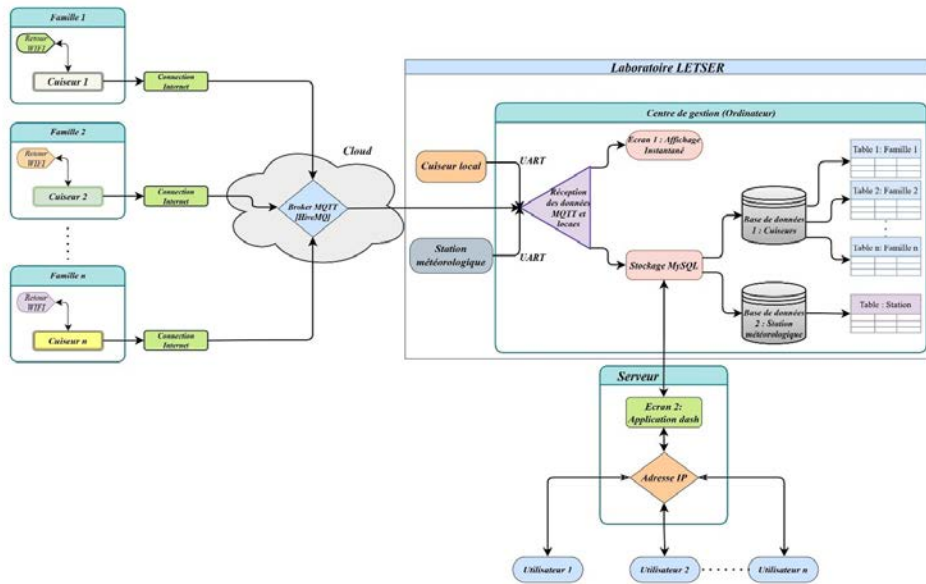 Famille 1
Retour
WIFI
Cuiseur 1
Connection
Internet
Famille 2
Retour
WIFI
Cuiseur 2
Connection
Internet
Famille n
Retour
WIFI
Cuiseur n
Connection
Internet
Cloud
Broker MQTT
[HiveMQ]
Laboratoire LETSER
Centre de gestion (Ordinateur)
Cuiseur local
UART
Station
météorologique
UART
Réception
des données
MQTT et
locaes
Ecran 1 : Affichage
Instantané
Stockage MySQL
Base de données
1 : Cuiseurs
Base de données
2 : Station
météorologique
Table 1: Famille 1
Table 2: Famille 2
Table n: Famille n
Table : Station
Serveur
Ecran 2:
Application dash
Adresse IP
Utilisateur 1
Utilisateur 2
Utilisateur n